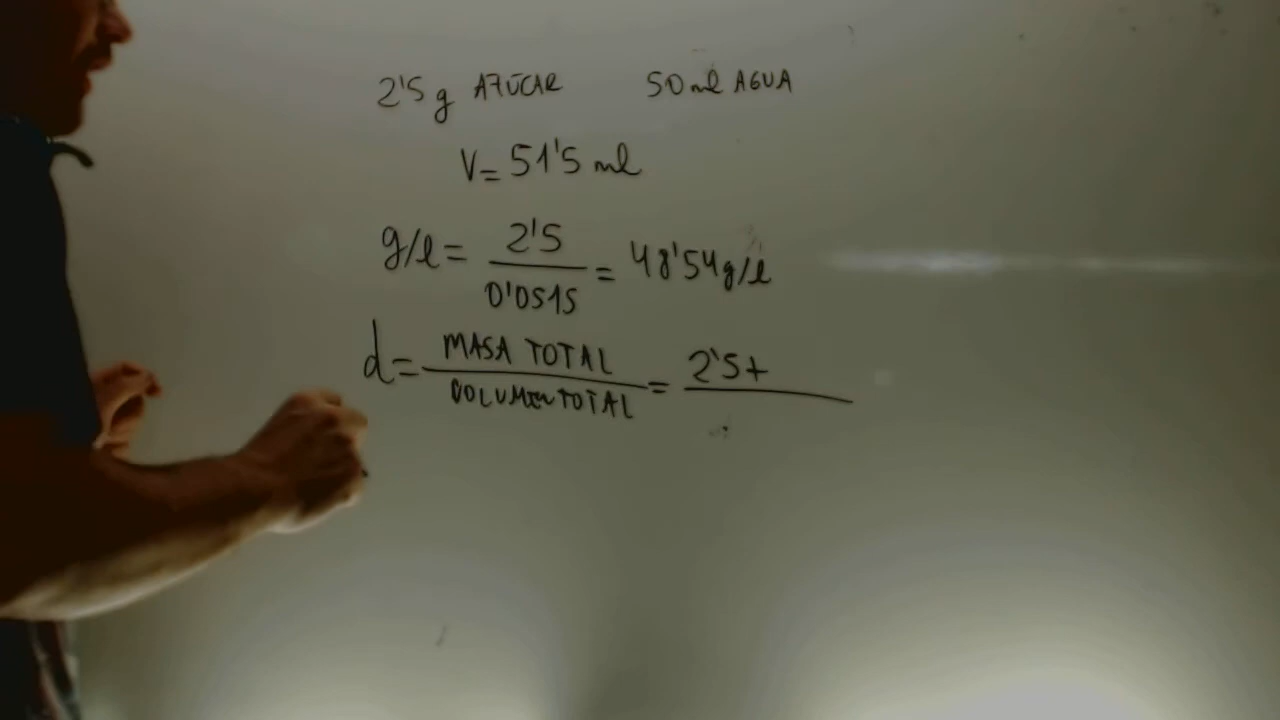 2'5 g AZÚCAR 50 ml AGUA
V = 51'5 ml
g/l = 2'5 / 0'0515 = 48'54 g/l
d = MASA TOTAL / VOLUMEN TOTAL = 2'5 +